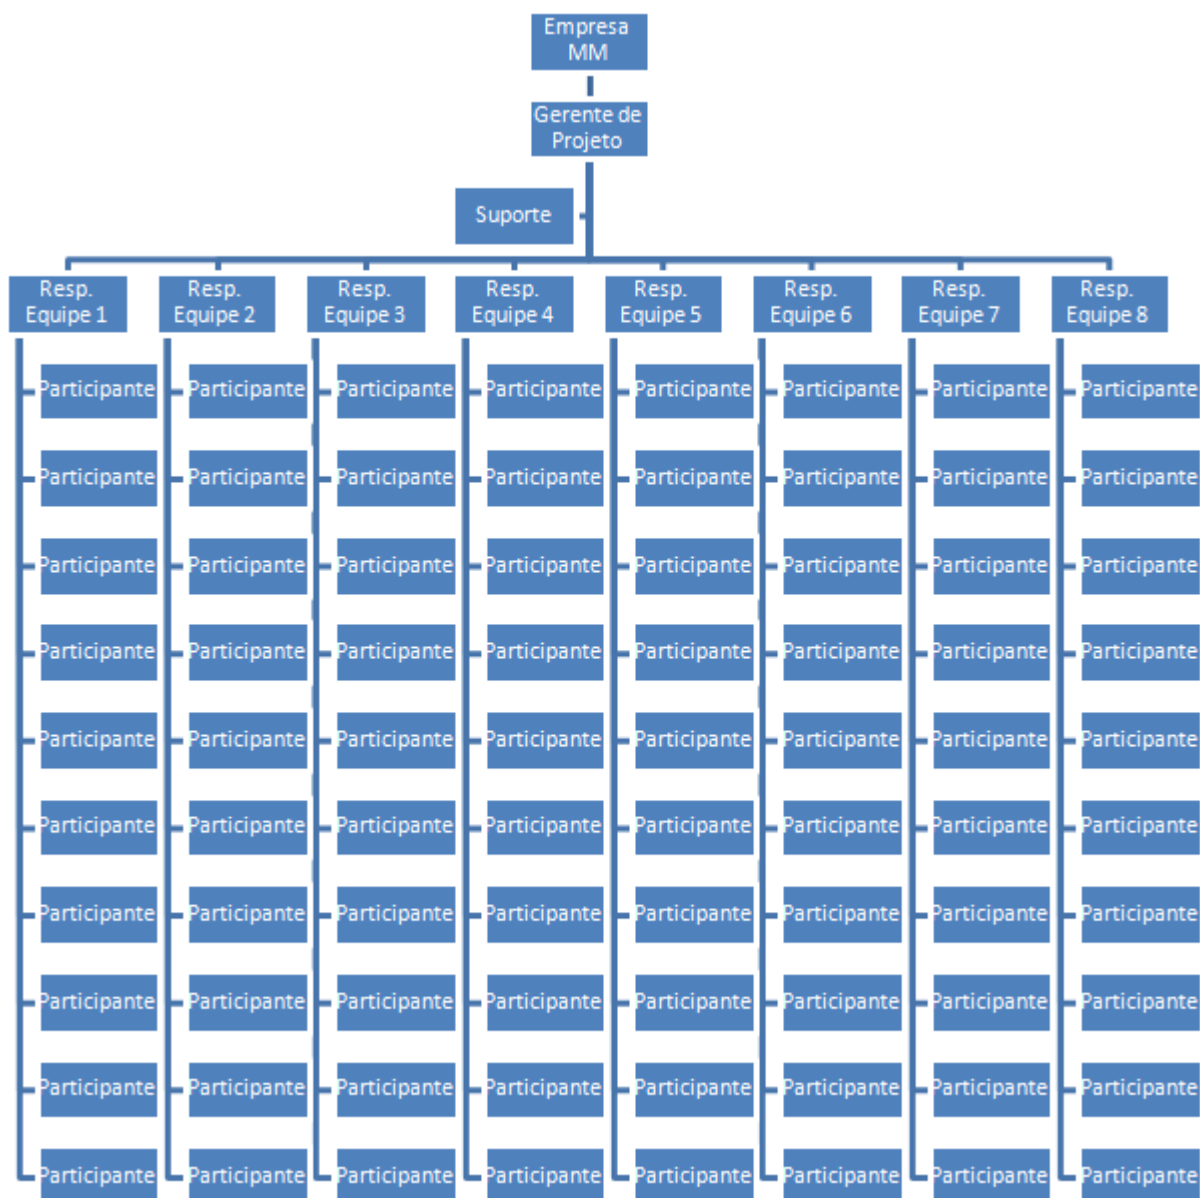 Empresa
MM
Gerente de
Projeto
Suporte
Resp.
Equipe 1
Resp.
Equipe 2
Resp.
Equipe 3
Resp.
Equipe 4
Resp.
Equipe 5
Resp.
Equipe 6
Resp.
Equipe 7
Resp.
Equipe 8
Participante Participante Participante Participante Participante Participante Participante Participante
Participante Participante Participante Participante Participante Participante Participante Participante
Participante Participante Participante Participante Participante Participante Participante Participante
Participante Participante Participante Participante Participante Participante Participante Participante
Participante Participante Participante Participante Participante Participante Participante Participante
Participante Participante Participante Participante Participante Participante Participante Participante
Participante Participante Participante Participante Participante Participante Participante Participante
Participante Participante Participante Participante Participante Participante Participante Participante
Participante Participante Participante Participante Participante Participante Participante Participante
Participante Participante Participante Participante Participante Participante Participante Participante